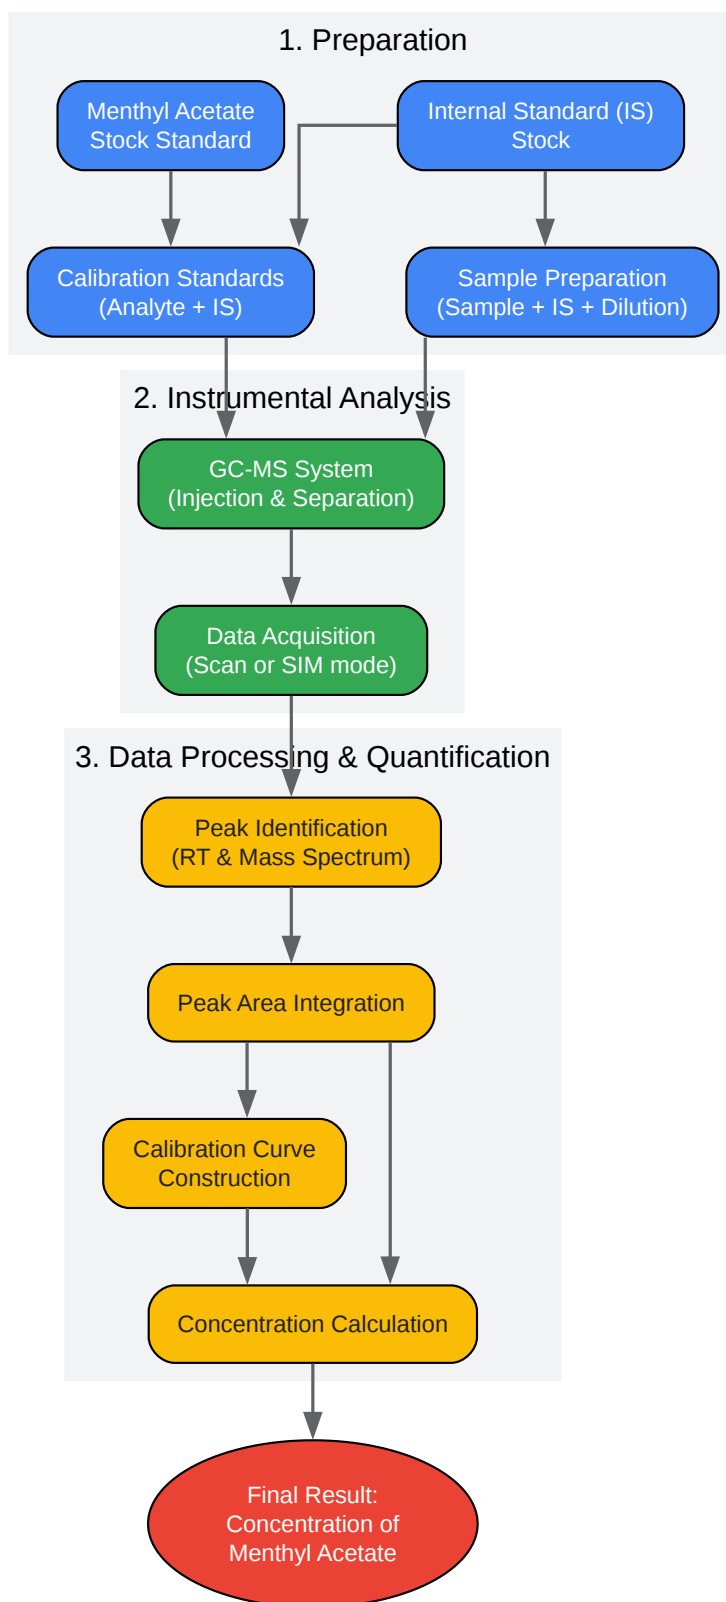 1. Preparation
Menthyl Acetate
Stock Standard
Internal Standard (IS)
Stock
Calibration Standards
(Analyte + IS)
Sample Preparation
(Sample + IS + Dilution)
2. Instrumental Analysis
GC-MS System
(Injection & Separation)
Data Acquisition
(Scan or SIM mode)
3. Data Processing & Quantification
Peak Identification
(RT & Mass Spectrum)
Peak Area Integration
Calibration Curve
Construction
Concentration Calculation
Final Result:
Concentration of
Menthyl Acetate